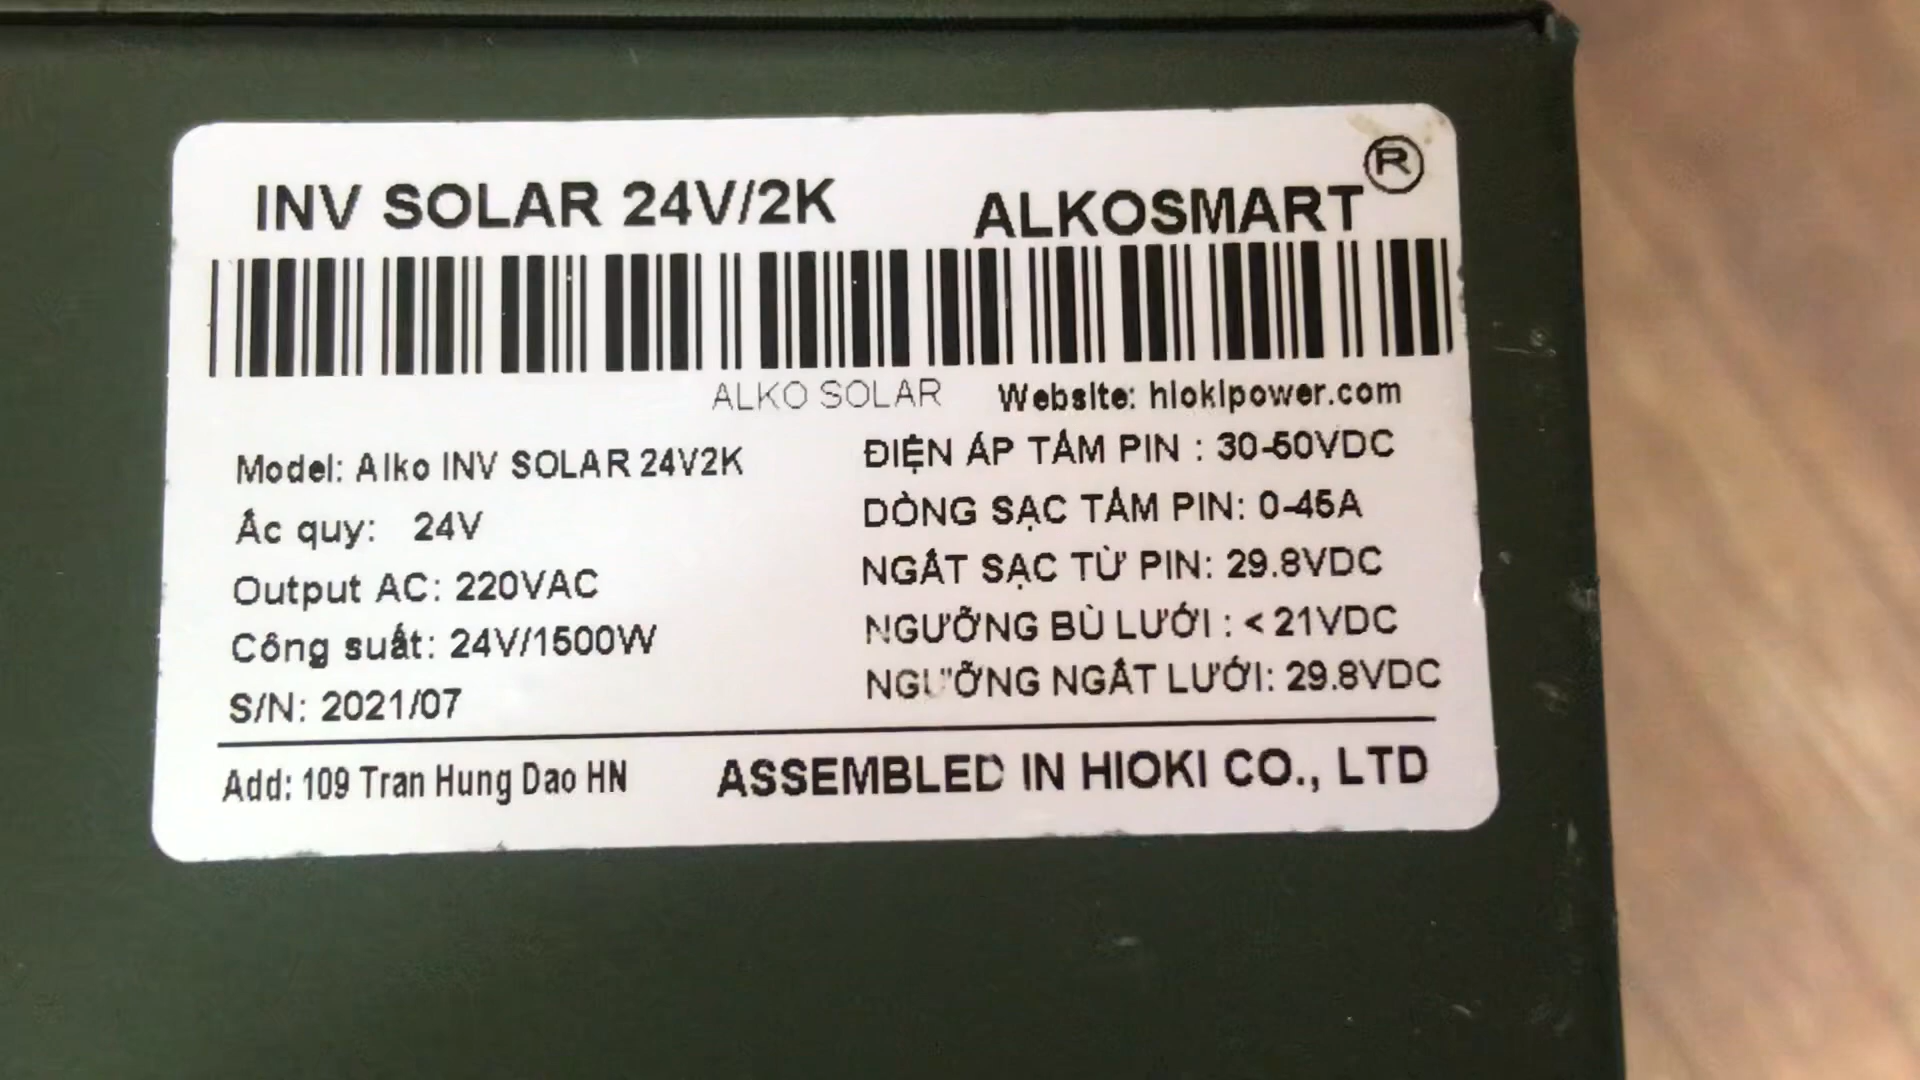 INV SOLAR 24V/2K
ALKOSMART®
ALKO SOLAR
Website: hiokipower.com
Model: Alko INV SOLAR 24V2K
Ắc quy: 24V
Output AC: 220VAC
Công suất: 24V/1500W
S/N: 2021/07
ĐIỆN ÁP TẤM PIN : 30-50VDC
DÒNG SẠC TẤM PIN: 0-45A
NGẮT SẠC TỪ PIN: 29.8VDC
NGƯỠNG BÙ LƯỚI : < 21VDC
NGƯỠNG NGẮT LƯỚI: 29.8VDC
Add: 109 Tran Hung Dao HN
ASSEMBLED IN HIOKI CO., LTD